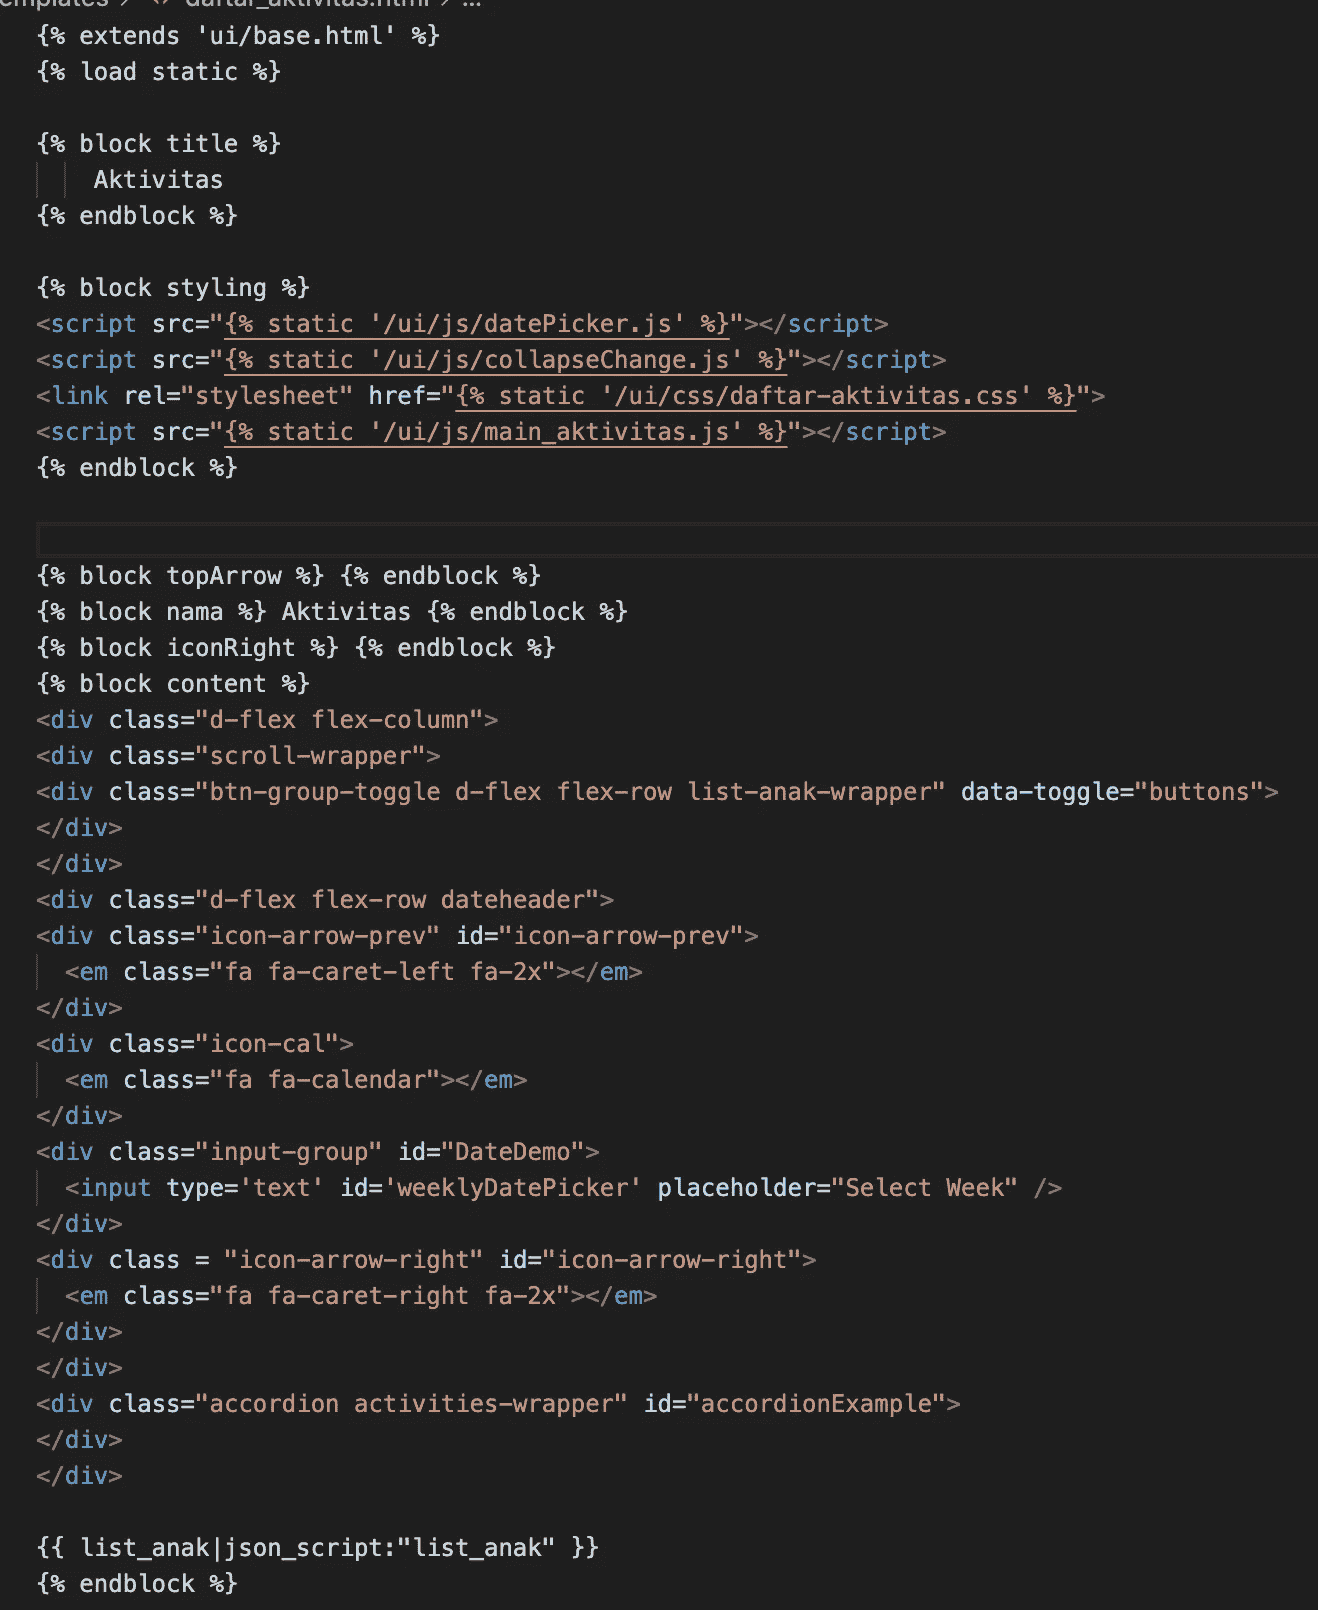 emplates > <> daftar_aktivitas.html > ...
{% extends 'ui/base.html' %}
{% load static %}
{% block title %}
Aktivitas
{% endblock %}
{% block styling %}
<script src="{% static '/ui/js/datePicker.js' %}"></script>
<script src="{% static '/ui/js/collapseChange.js' %}"></script>
<link rel="stylesheet" href="{% static '/ui/css/daftar-aktivitas.css' %}">
<script src="{% static '/ui/js/main_aktivitas.js' %}"></script>
{% endblock %}
{% block topArrow %} {% endblock %}
{% block nama %} Aktivitas {% endblock %}
{% block iconRight %} {% endblock %}
{% block content %}
<div class="d-flex flex-column">
<div class="scroll-wrapper">
<div class="btn-group-toggle d-flex flex-row list-anak-wrapper" data-toggle="buttons">
</div>
</div>
<div class="d-flex flex-row dateheader">
<div class="icon-arrow-prev" id="icon-arrow-prev">
<em class="fa fa-caret-left fa-2x"></em>
</div>
<div class="icon-cal">
<em class="fa fa-calendar"></em>
</div>
<div class="input-group" id="DateDemo">
<input type='text' id='weeklyDatePicker' placeholder="Select Week" />
</div>
<div class = "icon-arrow-right" id="icon-arrow-right">
<em class="fa fa-caret-right fa-2x"></em>
</div>
</div>
<div class="accordion activities-wrapper" id="accordionExample">
</div>
</div>
{{ list_anak|json_script:"list_anak" }}
{% endblock %}